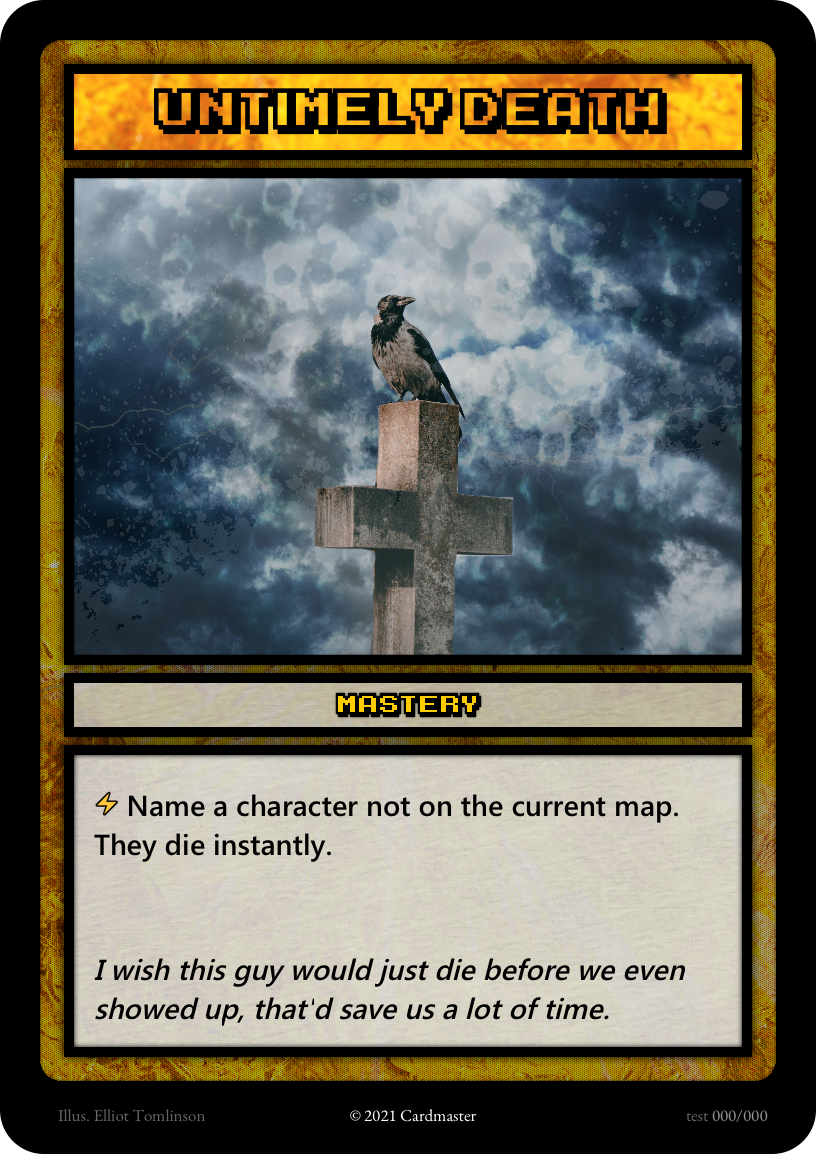 UNTIMELY DEATH
MASTERY
⚡ Name a character not on the current map.
They die instantly.
I wish this guy would just die before we even
showed up, that'd save us a lot of time.
Illus. Elliot Tomlinson
© 2021 Cardmaster
test 000/000